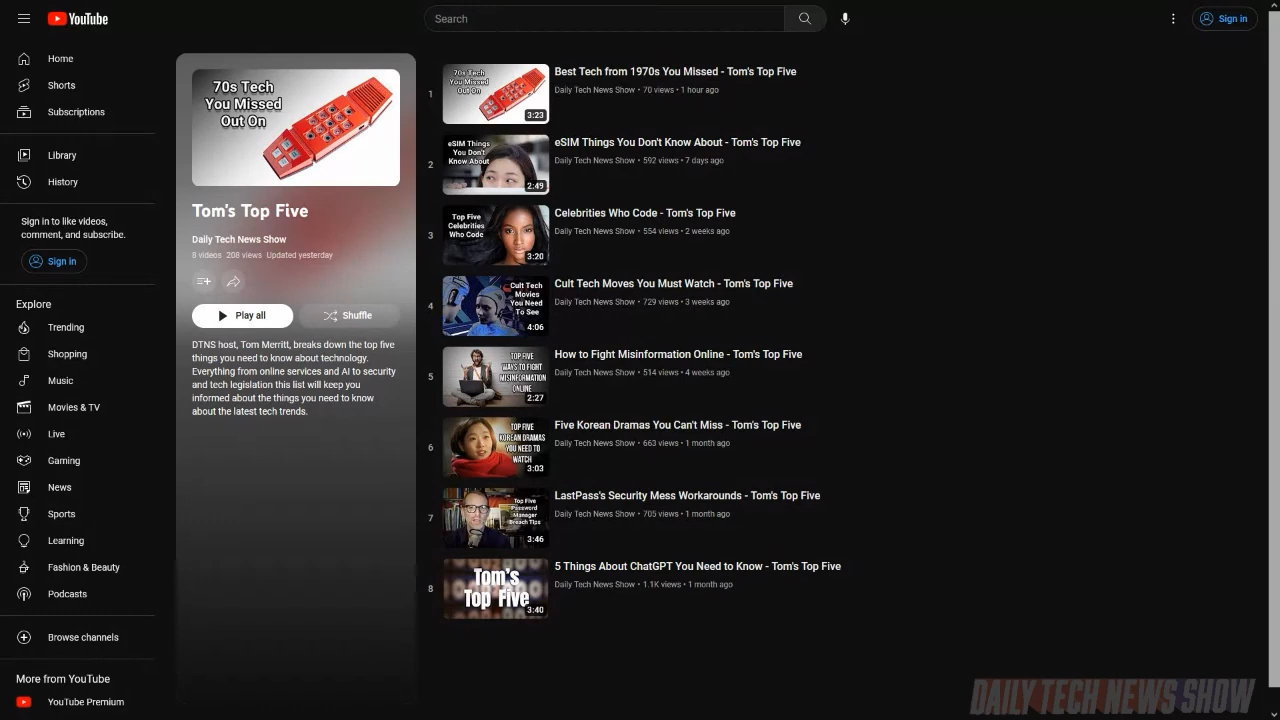 YouTube
Search
Sign in
Home
Shorts
Subscriptions
Library
History
Sign in to like videos,
comment, and subscribe.
Sign in
Explore
Trending
Shopping
Music
Movies & TV
Live
Gaming
News
Sports
Learning
Fashion & Beauty
Podcasts
Browse channels
More from YouTube
YouTube Premium
70s Tech
You Missed
Out On
Tom's Top Five
Daily Tech News Show
8 videos 208 views Updated yesterday
Play all
Shuffle
DTNS host, Tom Merritt, breaks down the top five
things you need to know about technology.
Everything from online services and AI to security
and tech legislation this list will keep you
informed about the things you need to know
about the latest tech trends.
1
70s Tech
You Missed
Out On
3:23
Best Tech from 1970s You Missed - Tom's Top Five
Daily Tech News Show • 70 views • 1 hour ago
2
eSIM Things
You Don't
Know About
2:49
eSIM Things You Don't Know About - Tom's Top Five
Daily Tech News Show • 592 views • 7 days ago
3
Top Five
Celebrities
Who Code
3:20
Celebrities Who Code - Tom's Top Five
Daily Tech News Show • 554 views • 2 weeks ago
4
Cult Tech
Movies
You Need
To See
4:06
Cult Tech Moves You Must Watch - Tom's Top Five
Daily Tech News Show • 729 views • 3 weeks ago
5
TOP FIVE
WAYS TO FIGHT
MISINFORMATION
ONLINE
2:27
How to Fight Misinformation Online - Tom's Top Five
Daily Tech News Show • 514 views • 4 weeks ago
6
TOP FIVE
KOREAN DRAMAS
YOU NEED TO
WATCH
3:03
Five Korean Dramas You Can't Miss - Tom's Top Five
Daily Tech News Show • 663 views • 1 month ago
7
Top Five
Password
Manager
Breach Tips
3:46
LastPass's Security Mess Workarounds - Tom's Top Five
Daily Tech News Show • 705 views • 1 month ago
8
Tom's
Top Five
3:40
5 Things About ChatGPT You Need to Know - Tom's Top Five
Daily Tech News Show • 1.1K views • 1 month ago
DAILY TECH NEWS SHOW